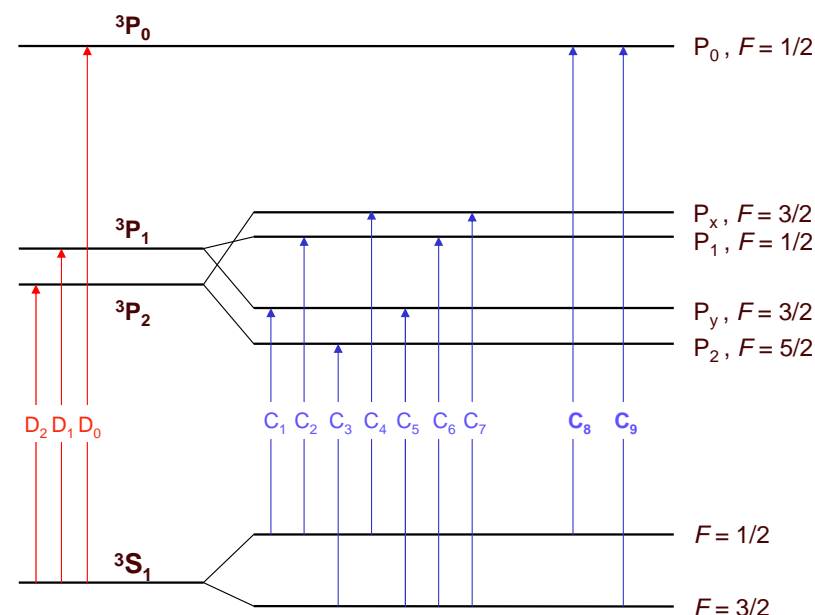 ³P₀
P₀ , F = 1/2
Pₓ , F = 3/2
³P₁
P₁ , F = 1/2
³P₂
P_y , F = 3/2
P₂ , F = 5/2
D₂ D₁ D₀ C₁ C₂ C₃ C₄ C₅ C₆ C₇ C₈ C₉
F = 1/2
³S₁
F = 3/2